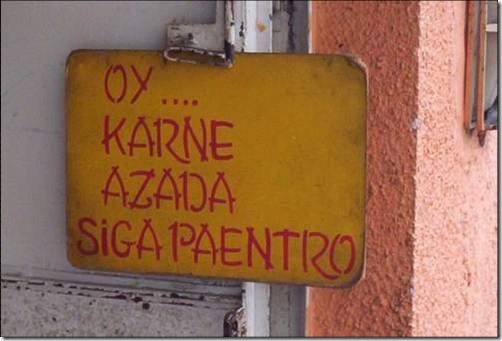 OY ....
KARNE
AZADA
SiGA PAENTRO